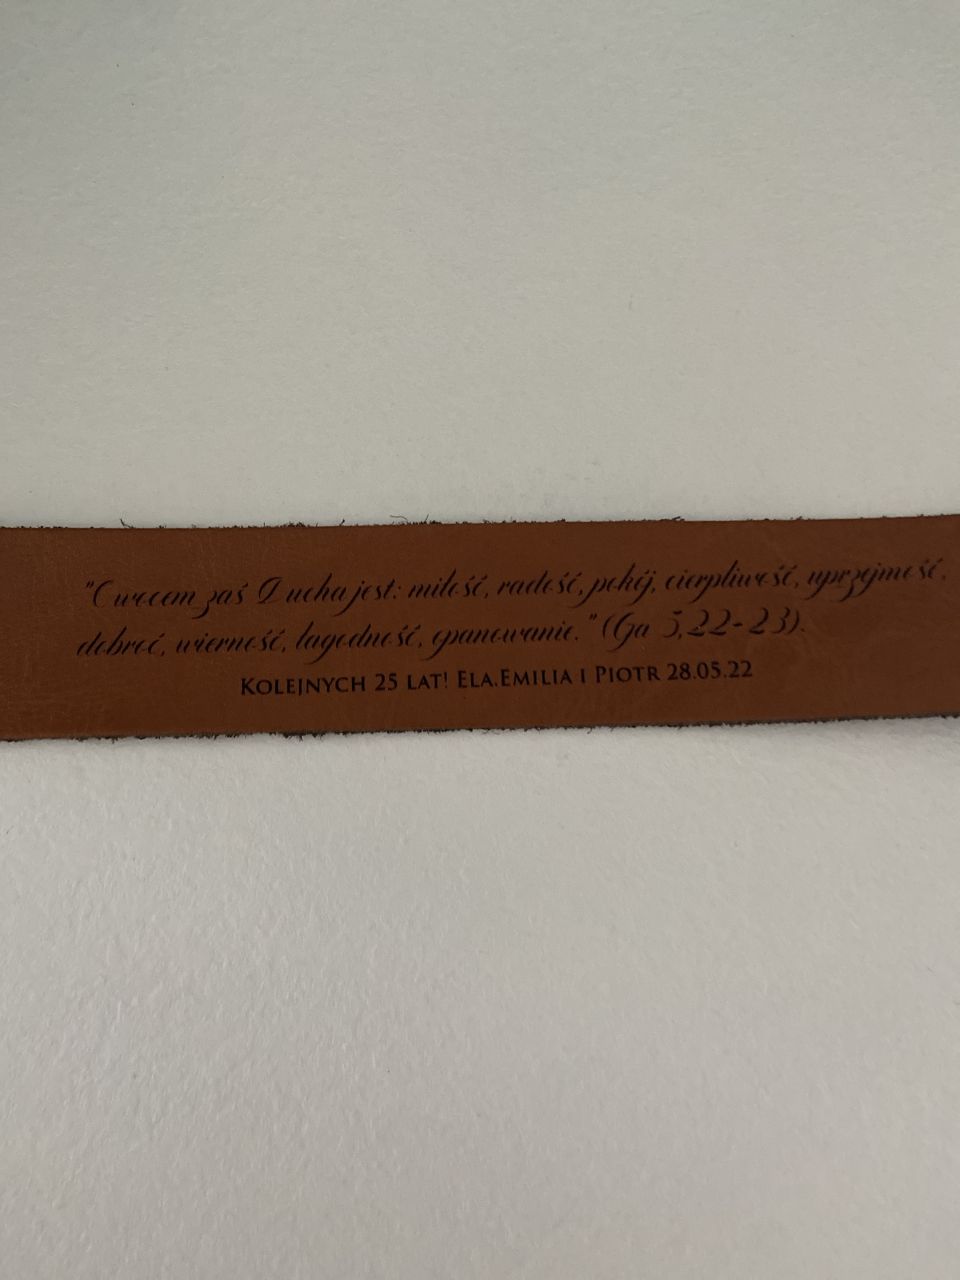 "Owocem zaś Ducha jest: miłość, radość, pokój, cierpliwość, uprzejmość,
dobroć, wierność, łagodność, opanowanie." (Ga 5,22-23).
Kolejnych 25 lat! Ela.Emilia i Piotr 28.05.22